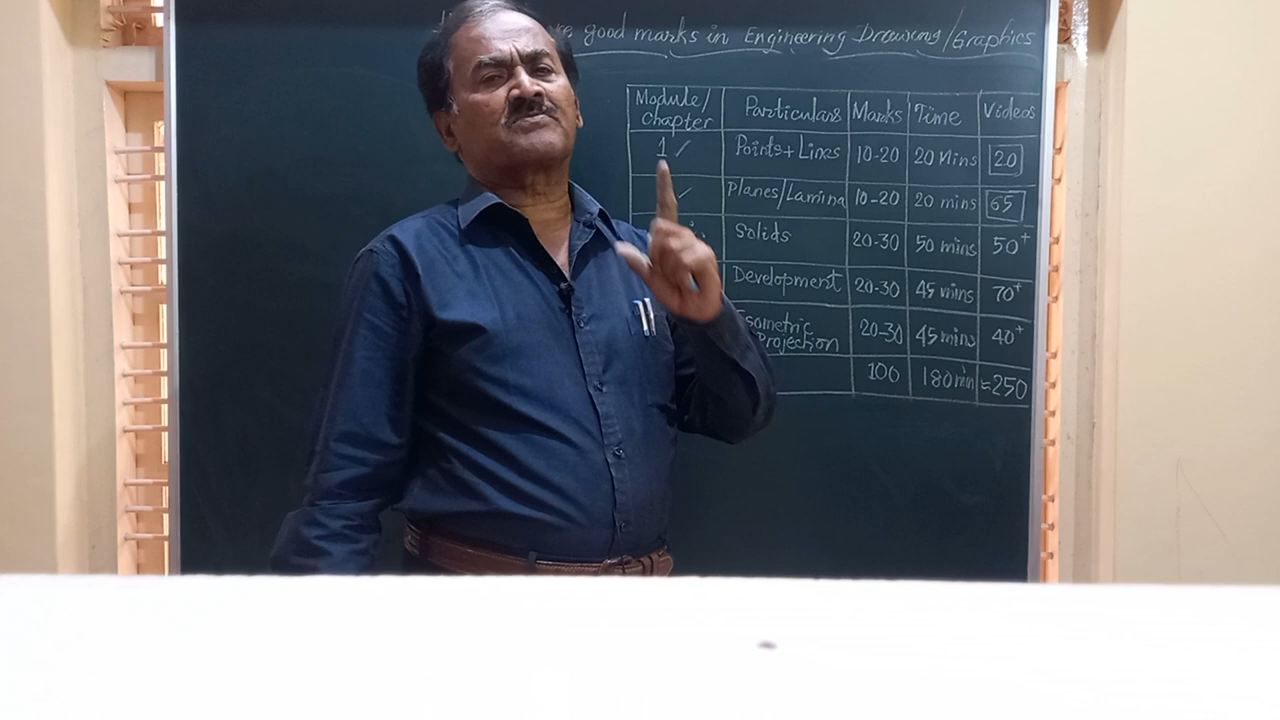 good marks in Engineering Drawing/Graphics
Module/ Particulars Marks Time Videos
Chapter
1 ✓ Points + Lines 10-20 20 Mins 20
✓ Planes/Lamina 10-20 20 mins 65
Solids 20-30 50 mins 50+
Development 20-30 45 mins 70+
Isometric 20-30 45 mins 40+
Projection
100 180 min ≈250